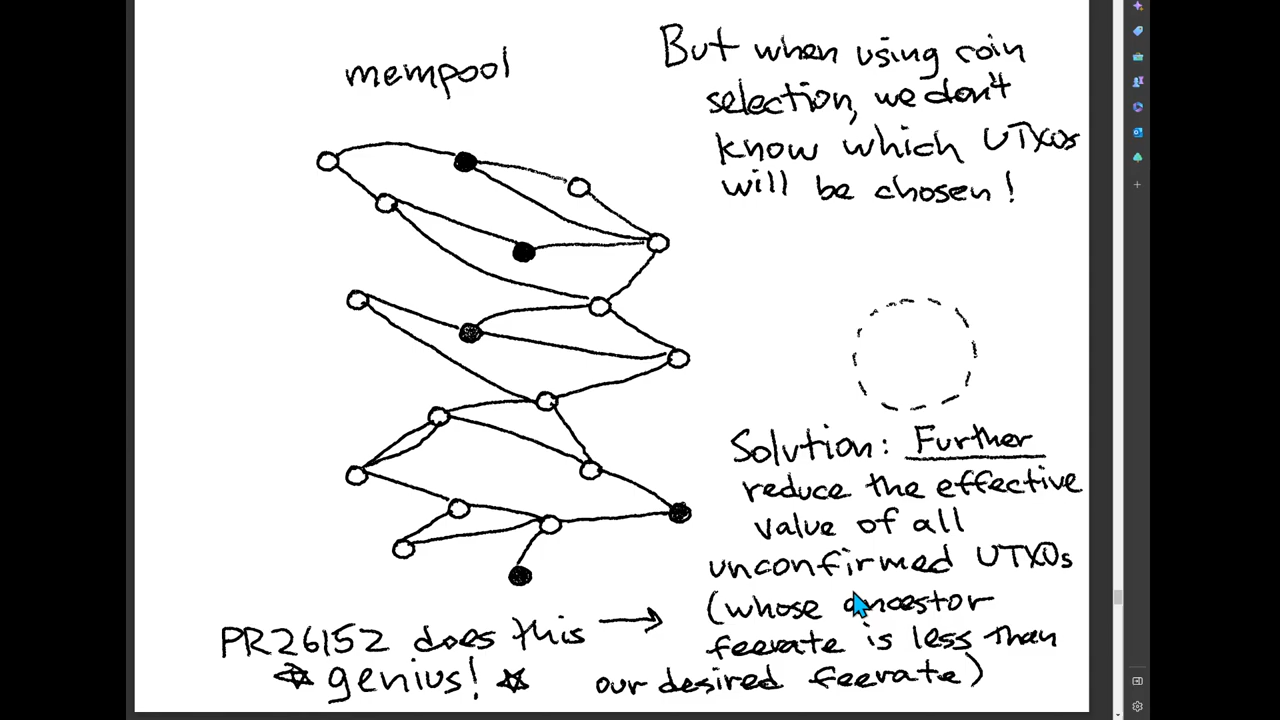 mempool
But when using coin
selection, we don't
know which UTXOs
will be chosen!
Solution: Further
reduce the effective
value of all
unconfirmed UTXOs
(whose ancestor
feerate is less than
our desired feerate)
PR26152 does this
genius!